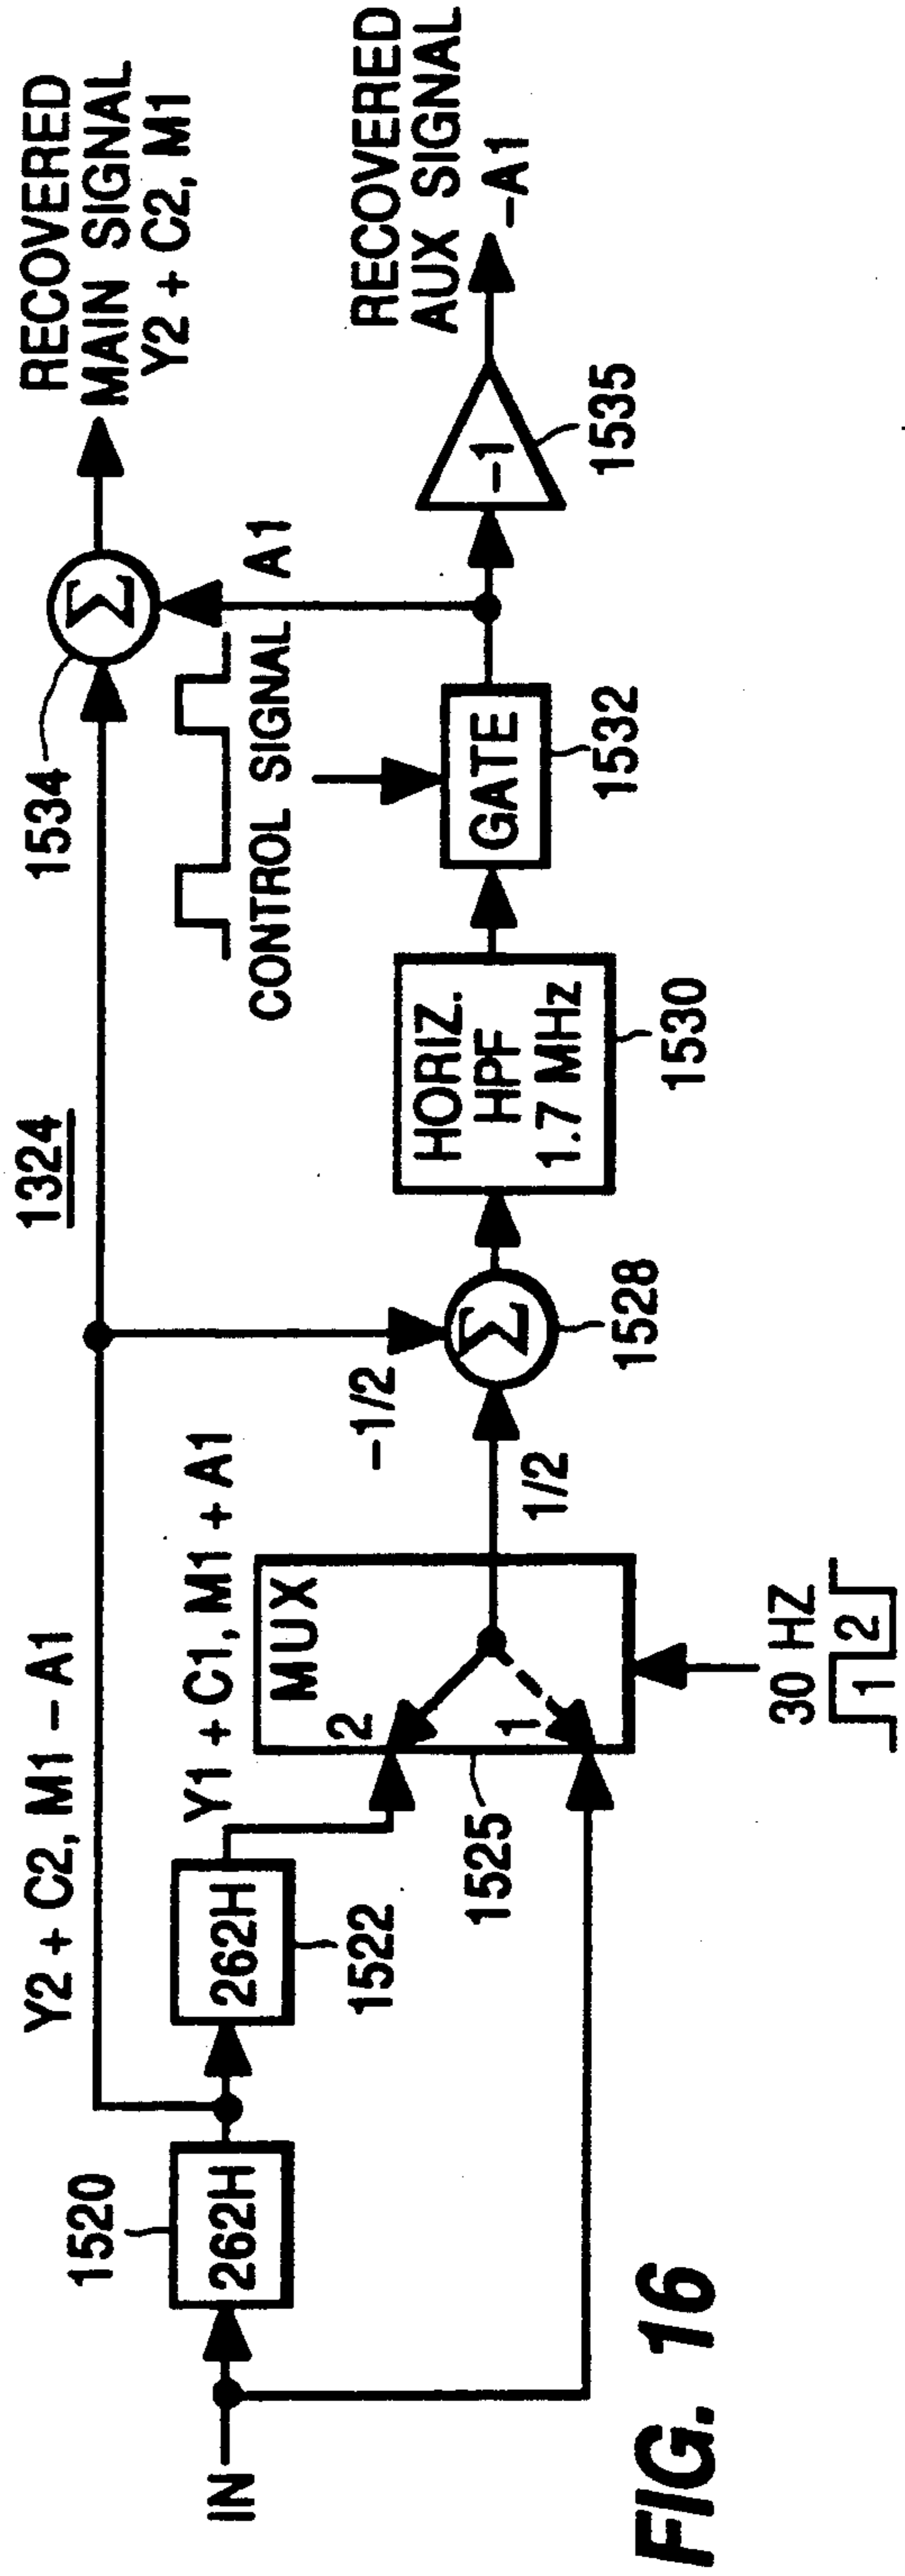 1324
RECOVERED
MAIN SIGNAL
Y2 + C2, M1
Y2 + C2, M1 – A1
1534
Σ
1520
262H
262H
1522
Y1 + C1, M1 + A1
–1/2
CONTROL SIGNAL
A1
RECOVERED
AUX SIGNAL
–A1
IN
MUX
2
1
1525
1/2
Σ
1528
HORIZ.
HPF
1.7 MHz
1530
GATE
1532
–1
1535
30 HZ
1
2
FIG. 16